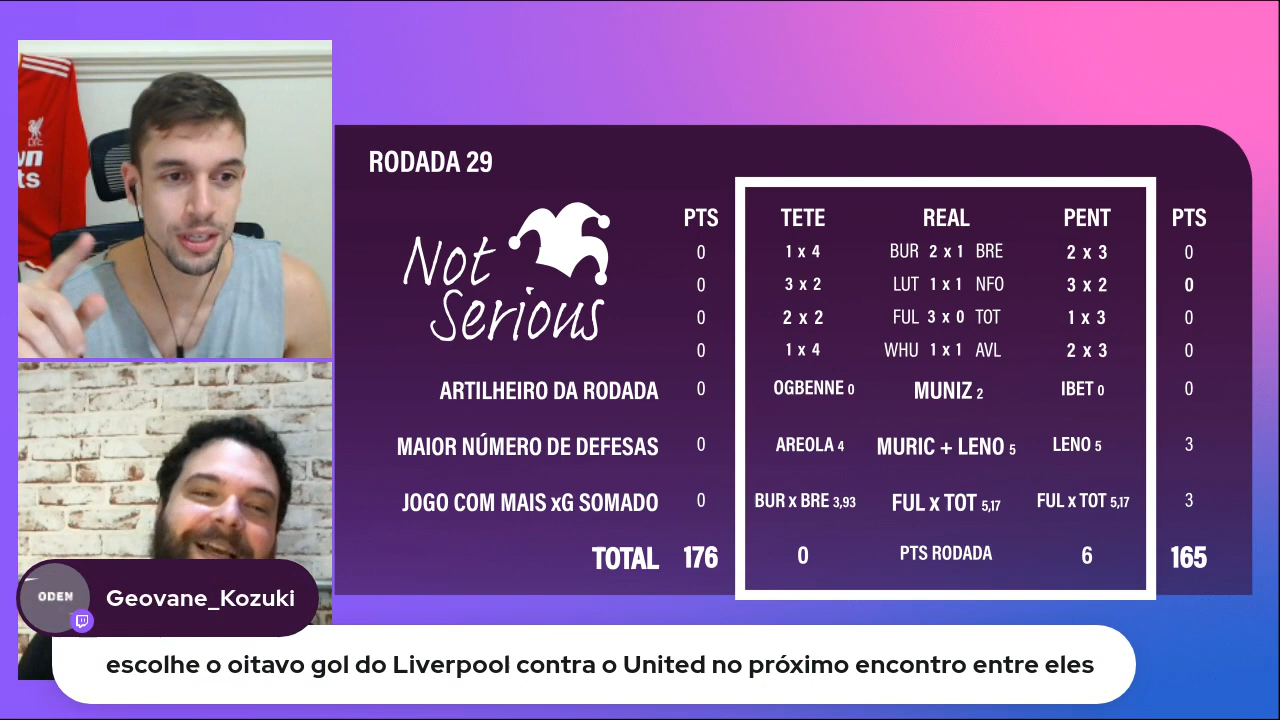 RODADA 29
Not
Serious
PTS TETE REAL PENT PTS
0 1 x 4 BUR 2 x 1 BRE 2 x 3 0
0 3 x 2 LUT 1 x 1 NFO 3 x 2 0
0 2 x 2 FUL 3 x 0 TOT 1 x 3 0
0 1 x 4 WHU 1 x 1 AVL 2 x 3 0
ARTILHEIRO DA RODADA 0 OGBENNE 0 MUNIZ 2 IBET 0 0
MAIOR NÚMERO DE DEFESAS 0 AREOLA 4 MURIC + LENO 5 LENO 5 3
JOGO COM MAIS xG SOMADO 0 BUR x BRE 3,93 FUL x TOT 5,17 FUL x TOT 5,17 3
TOTAL 176 0 PTS RODADA 6 165
ODEN
Geovane_Kozuki
escolhe o oitavo gol do Liverpool contra o United no próximo encontro entre eles